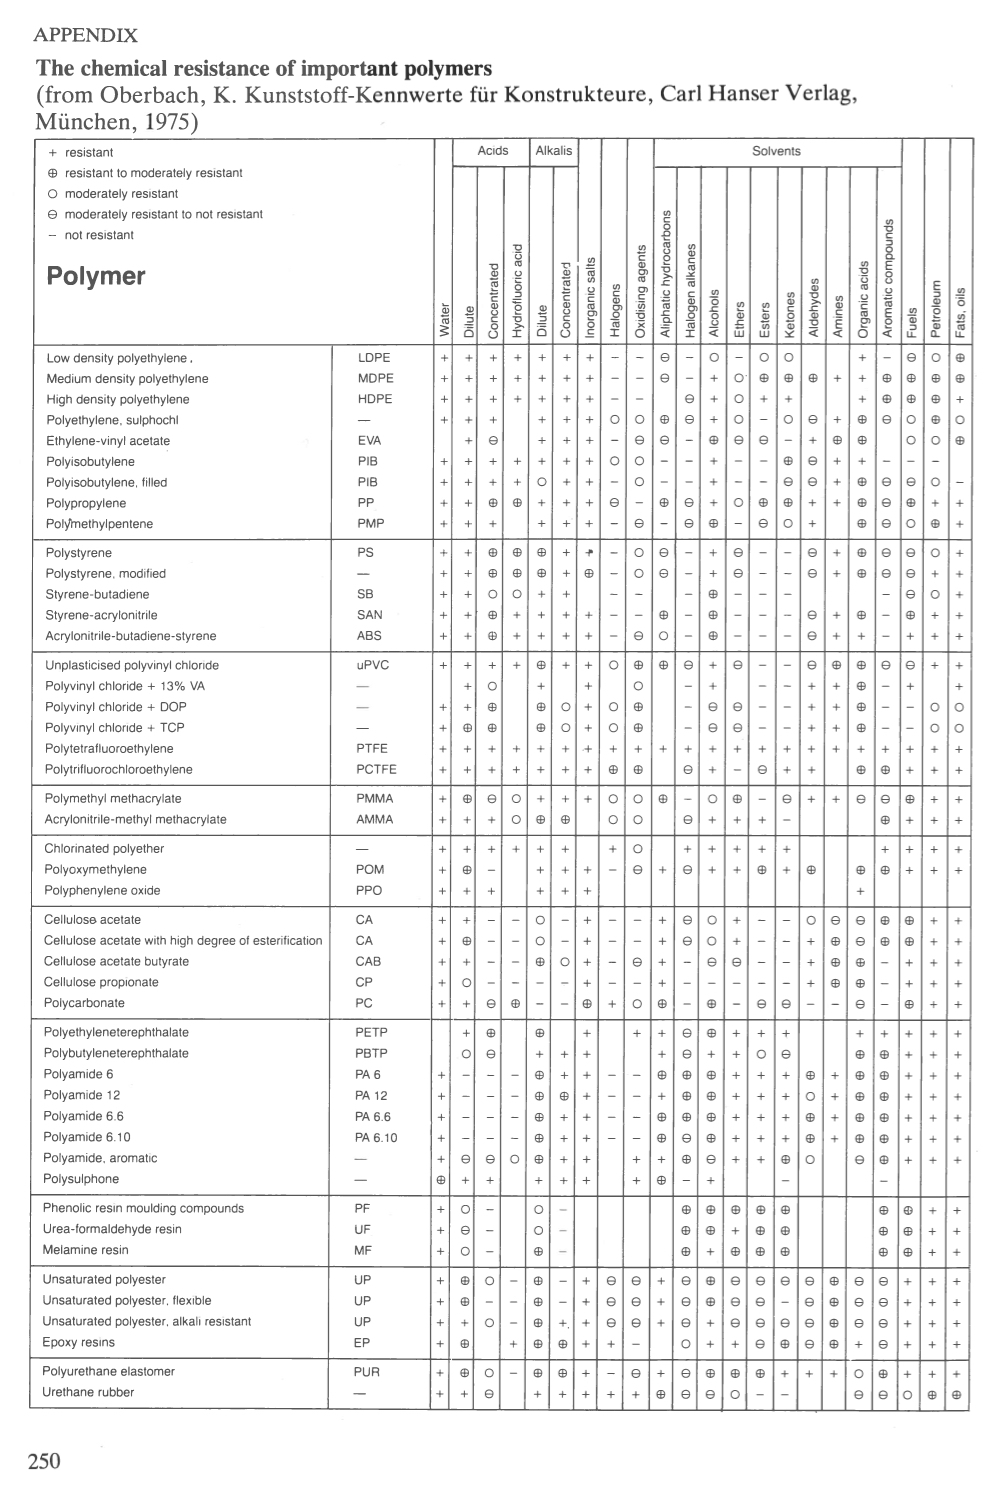 APPENDIX
The chemical resistance of important polymers
(from Oberbach, K. Kunststoff-Kennwerte für Konstrukteure, Carl Hanser Verlag,
München, 1975)
+ resistant
⊕ resistant to moderately resistant
O moderately resistant
⊖ moderately resistant to not resistant
– not resistant
Polymer
Acids Alkalis Solvents
Water Dilute Concentrated Hydrofluoric acid Dilute Concentrated Inorganic salts Halogens Oxidising agents Aliphatic hydrocarbons Halogen alkanes Alcohols Ethers Esters Ketones Aldehydes Amines Organic acids Aromatic compounds Fuels Petroleum Fats, oils
Low density polyethylene LDPE + + + + + + + – – ⊖ – O – O O + – ⊖ O ⊕
Medium density polyethylene MDPE + + + + + + + – – ⊖ – + O ⊕ ⊕ ⊕ + + ⊕ ⊕ ⊕ ⊕
High density polyethylene HDPE + + + + + + + – – ⊖ + O + + + ⊕ ⊕ ⊕ +
Polyethylene, sulphochl — + + + + + + O O ⊕ ⊖ + O – O ⊖ + ⊕ ⊖ O ⊕ O
Ethylene-vinyl acetate EVA + ⊖ + + + – ⊖ ⊖ – ⊕ ⊖ ⊖ – + ⊕ ⊕ O O ⊕
Polyisobutylene PIB + + + + + + + O O – – + – – ⊕ ⊖ + + – – –
Polyisobutylene, filled PIB + + + + O + + – O – – + – – ⊖ ⊖ + ⊕ ⊖ ⊖ O –
Polypropylene PP + + ⊕ ⊕ + + + ⊖ – ⊕ ⊖ + O ⊕ ⊕ + + ⊕ ⊖ ⊕ + +
Polymethylpentene PMP + + + + + + – ⊖ – ⊖ ⊕ – ⊖ O + ⊕ ⊖ O ⊕ +
Polystyrene PS + + ⊕ ⊕ ⊕ + + – O ⊖ – + ⊖ – – ⊖ + ⊕ ⊖ ⊖ O +
Polystyrene, modified — + + ⊕ ⊕ ⊕ + ⊕ – O ⊖ – + ⊖ – – ⊖ + ⊕ ⊖ ⊖ + +
Styrene-butadiene SB + + O O + + – – – ⊕ – – – – ⊖ O +
Styrene-acrylonitrile SAN + + ⊕ + + + + – – ⊕ – ⊕ – – – ⊖ + ⊕ – ⊕ + +
Acrylonitrile-butadiene-styrene ABS + + ⊕ + + + + – ⊖ O – ⊕ – – – ⊖ + + – + + +
Unplasticised polyvinyl chloride uPVC + + + + ⊕ + + O ⊕ ⊕ ⊖ + ⊖ – – ⊖ ⊕ ⊕ ⊖ ⊖ + +
Polyvinyl chloride + 13% VA — + O + + O – + – – + + ⊕ – + +
Polyvinyl chloride + DOP — + + ⊕ ⊕ O + O ⊕ – ⊖ ⊖ – – + + ⊕ – – O O
Polyvinyl chloride + TCP — + ⊕ ⊕ ⊕ O + O ⊕ – ⊖ ⊖ – – + + ⊕ – – O O
Polytetrafluoroethylene PTFE + + + + + + + + + + + + + + + + + + + + + +
Polytrifluorochloroethylene PCTFE + + + + + + + ⊕ ⊕ ⊖ + – ⊖ + + ⊕ ⊕ + + +
Polymethyl methacrylate PMMA + ⊕ ⊖ O + + + O O ⊕ – O ⊕ – ⊖ + + ⊖ ⊖ ⊕ + +
Acrylonitrile-methyl methacrylate AMMA + + + O ⊕ ⊕ O O ⊖ + + + – ⊕ + + +
Chlorinated polyether — + + + + + + + O + + + + + + + + +
Polyoxymethylene POM + ⊕ – + + + – ⊖ + ⊖ + + ⊕ + ⊕ ⊕ ⊕ + + +
Polyphenylene oxide PPO + + + + + + +
Cellulose acetate CA + + – – O – + – – + ⊖ O + – – O ⊖ ⊖ ⊕ ⊕ + +
Cellulose acetate with high degree of esterification CA + ⊕ – – O – + – – + ⊖ O + – – + ⊕ ⊖ ⊕ ⊕ + +
Cellulose acetate butyrate CAB + + – – ⊕ O + – ⊖ + – ⊖ ⊖ – – + ⊕ ⊕ – + + +
Cellulose propionate CP + O – – – – + – – + – – – – – + ⊕ ⊕ – + + +
Polycarbonate PC + + ⊖ ⊕ – – ⊕ + O ⊕ – ⊕ – ⊖ ⊖ – – ⊖ – ⊕ + +
Polyethyleneterephthalate PETP + ⊕ ⊕ + + + ⊖ ⊕ + + + + + + + +
Polybutyleneterephthalate PBTP O ⊖ + + + + ⊖ + + O ⊖ ⊕ ⊕ + + +
Polyamide 6 PA 6 + – – – ⊕ + + – – ⊕ ⊕ ⊕ + + + ⊕ + ⊕ ⊕ + + +
Polyamide 12 PA 12 + – – – ⊕ ⊕ + – – + ⊕ ⊕ + + + O + ⊕ ⊕ + + +
Polyamide 6.6 PA 6.6 + – – – ⊕ + + – – ⊕ ⊕ ⊕ + + + ⊕ + ⊕ ⊕ + + +
Polyamide 6.10 PA 6.10 + – – – ⊕ + + – – ⊕ ⊖ ⊕ + + + ⊕ + ⊕ ⊕ + + +
Polyamide, aromatic — + ⊖ ⊖ O ⊕ + + + + ⊕ ⊖ + + ⊕ O ⊖ ⊕ + + +
Polysulphone — ⊕ + + + + + + ⊕ – + – –
Phenolic resin moulding compounds PF + O – O – ⊕ ⊕ ⊕ ⊕ ⊕ ⊕ ⊕ + +
Urea-formaldehyde resin UF + ⊖ – O – ⊕ ⊕ + ⊕ ⊕ ⊕ ⊕ + +
Melamine resin MF + O – ⊕ – ⊕ + ⊕ ⊕ ⊕ ⊕ ⊕ + +
Unsaturated polyester UP + ⊕ O – ⊕ – + ⊖ ⊖ + ⊖ ⊕ ⊖ ⊖ ⊖ ⊖ ⊕ ⊖ ⊖ + + +
Unsaturated polyester, flexible UP + ⊕ – – ⊕ – + ⊖ ⊖ + ⊖ ⊕ ⊖ ⊖ – ⊖ ⊕ ⊖ ⊖ + + +
Unsaturated polyester, alkali resistant UP + + O – ⊕ + + ⊖ ⊖ + ⊖ + ⊖ ⊖ ⊖ ⊖ ⊕ ⊖ ⊖ + + +
Epoxy resins EP + ⊕ + ⊕ ⊕ + + – O + + ⊖ ⊕ ⊖ ⊕ + ⊖ + + +
Polyurethane elastomer PUR + ⊕ O – ⊕ ⊕ + – ⊖ + ⊖ ⊕ ⊕ ⊕ + + + O ⊕ + + +
Urethane rubber — + + ⊖ + + + + + ⊕ ⊖ ⊖ O – – ⊖ ⊖ O ⊕ ⊕
250